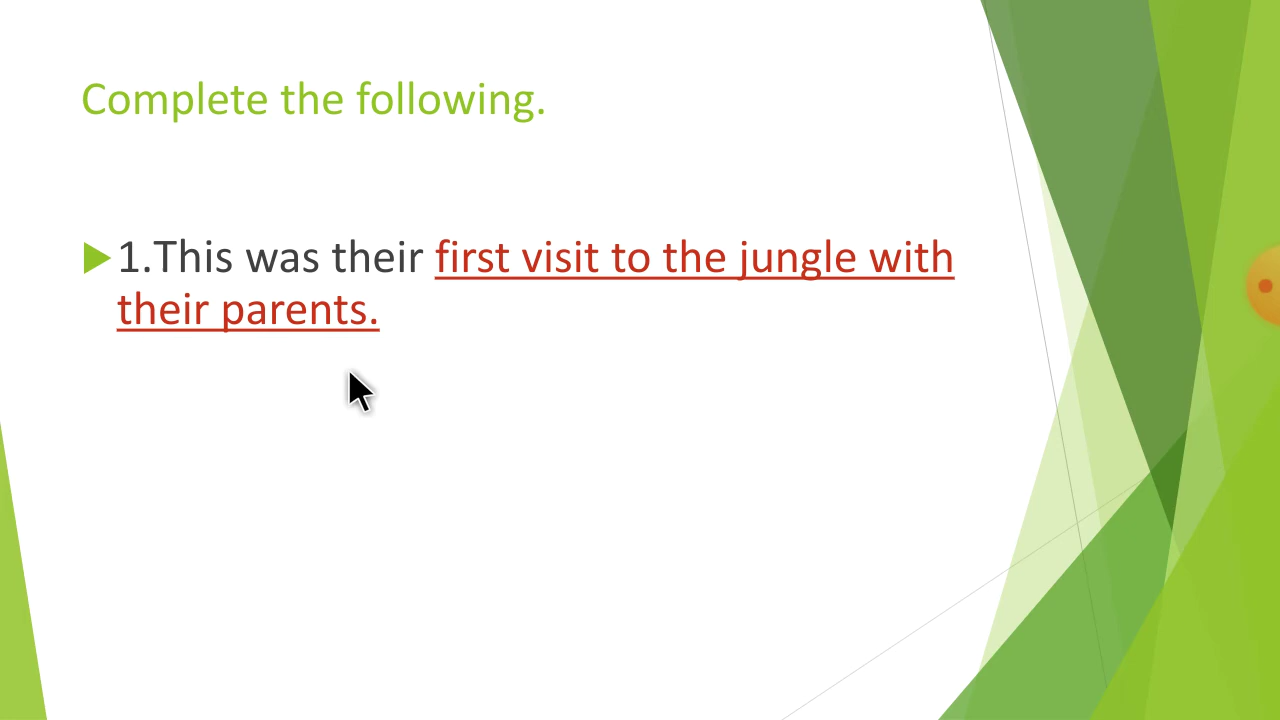 Complete the following.
1.This was their first visit to the jungle with
their parents.